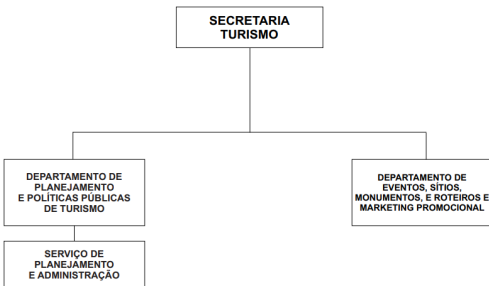 SECRETARIA
TURISMO
DEPARTAMENTO DE
PLANEJAMENTO
E POLÍTICAS PÚBLICAS
DE TURISMO
DEPARTAMENTO DE
EVENTOS, SÍTIOS,
MONUMENTOS, E ROTEIROS E
MARKETING PROMOCIONAL
SERVIÇO DE
PLANEJAMENTO
E ADMINISTRAÇÃO